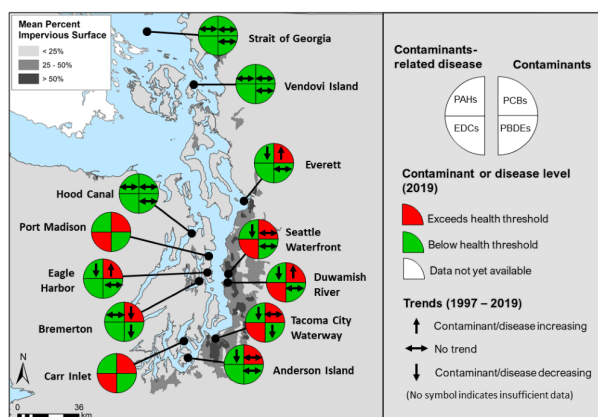 Mean Percent
Impervious Surface
< 25%
25 - 50%
> 50%
Strait of Georgia
Vendovi Island
Everett
Hood Canal
Port Madison
Seattle
Waterfront
Eagle
Harbor
Duwamish
River
Bremerton
Tacoma City
Waterway
Carr Inlet
Anderson Island
N
0 36
km
Contaminants-
related disease
Contaminants
PAHs
PCBs
EDCs
PBDEs
Contaminant or disease level
(2019)
Exceeds health threshold
Below health threshold
Data not yet available
Trends (1997 – 2019)
Contaminant/disease increasing
No trend
Contaminant/disease decreasing
(No symbol indicates insufficient data)